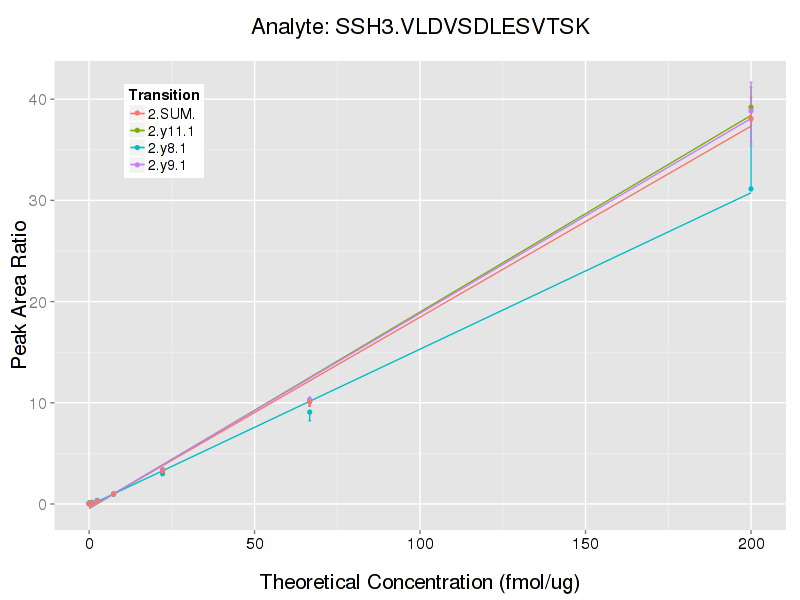 Analyte: SSH3.VLDVSDLESVTSK
Transition
2.SUM.
2.y11.1
2.y8.1
2.y9.1
Peak Area Ratio
40
30
20
10
0
0 50 100 150 200
Theoretical Concentration (fmol/ug)